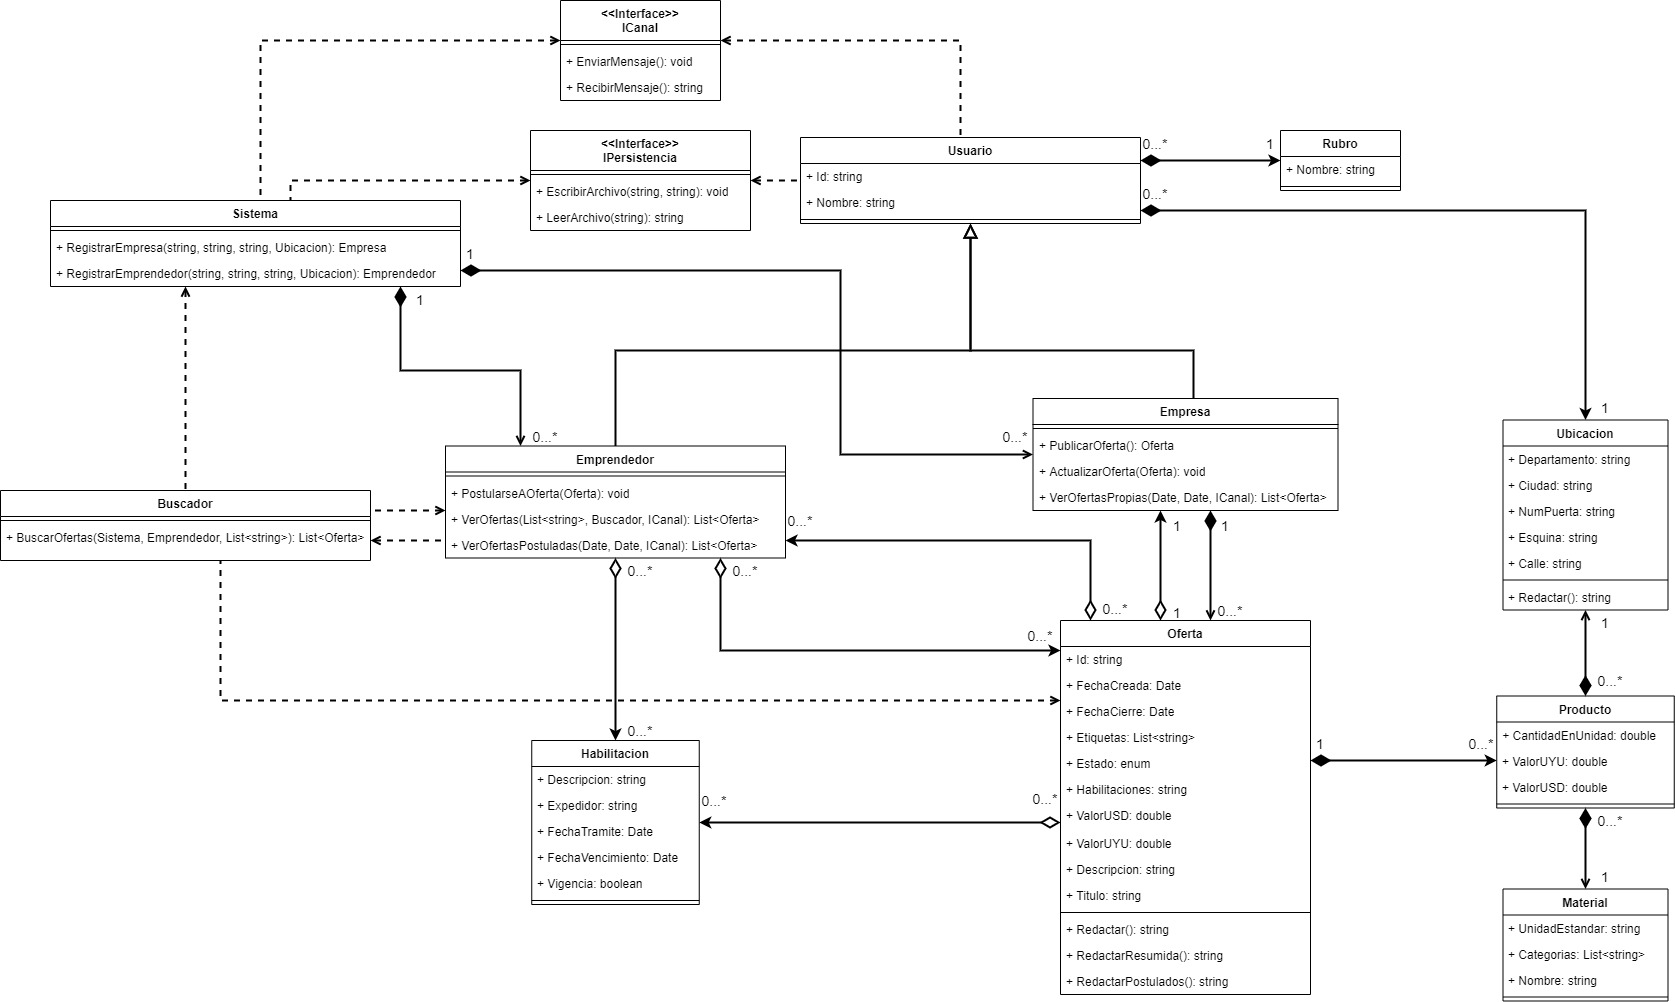 <<Interface>>
ICanal
+ EnviarMensaje(): void
+ RecibirMensaje(): string
<<Interface>>
IPersistencia
+ EscribirArchivo(string, string): void
+ LeerArchivo(string): string
Usuario
+ Id: string
+ Nombre: string
0...*
1
0...*
Rubro
+ Nombre: string
Sistema
+ RegistrarEmpresa(string, string, string, Ubicacion): Empresa
+ RegistrarEmprendedor(string, string, string, Ubicacion): Emprendedor
1
1
0...*
0...*
1
Empresa
+ PublicarOferta(): Oferta
+ ActualizarOferta(Oferta): void
+ VerOfertasPropias(Date, Date, ICanal): List<Oferta>
Ubicacion
+ Departamento: string
+ Ciudad: string
+ NumPuerta: string
+ Esquina: string
+ Calle: string
+ Redactar(): string
Emprendedor
+ PostularseAOferta(Oferta): void
+ VerOfertas(List<string>, Buscador, ICanal): List<Oferta>
+ VerOfertasPostuladas(Date, Date, ICanal): List<Oferta>
Buscador
+ BuscarOfertas(Sistema, Emprendedor, List<string>): List<Oferta>
0...*
1
1
0...*
0...*
0...*
1
0...*
1
0...*
Oferta
+ Id: string
+ FechaCreada: Date
+ FechaCierre: Date
+ Etiquetas: List<string>
+ Estado: enum
+ Habilitaciones: string
+ ValorUSD: double
+ ValorUYU: double
+ Descripcion: string
+ Titulo: string
+ Redactar(): string
+ RedactarResumida(): string
+ RedactarPostulados(): string
0...*
Producto
+ CantidadEnUnidad: double
+ ValorUYU: double
+ ValorUSD: double
1
0...*
0...*
Habilitacion
+ Descripcion: string
+ Expedidor: string
+ FechaTramite: Date
+ FechaVencimiento: Date
+ Vigencia: boolean
0...*
0...*
0...*
1
Material
+ UnidadEstandar: string
+ Categorias: List<string>
+ Nombre: string